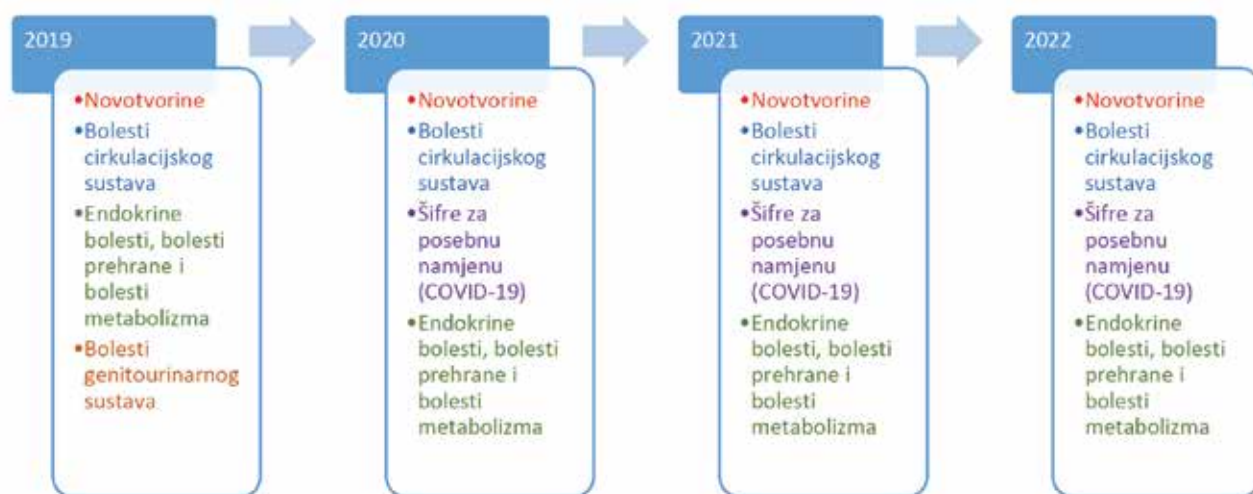 2019
•Novotvorine
•Bolesti
cirkulacijskog
sustava
•Endokrine
bolesti, bolesti
prehrane i
bolesti
metabolizma
•Bolesti
genitourinarnog
sustava
2020
•Novotvorine
•Bolesti
cirkulacijskog
sustava
•Šifre za
posebnu
namjenu
(COVID-19)
•Endokrine
bolesti, bolesti
prehrane i
bolesti
metabolizma
2021
•Novotvorine
•Bolesti
cirkulacijskog
sustava
•Šifre za
posebnu
namjenu
(COVID-19)
•Endokrine
bolesti, bolesti
prehrane i
bolesti
metabolizma
2022
•Novotvorine
•Bolesti
cirkulacijskog
sustava
•Šifre za
posebnu
namjenu
(COVID-19)
•Endokrine
bolesti, bolesti
prehrane i
bolesti
metabolizma